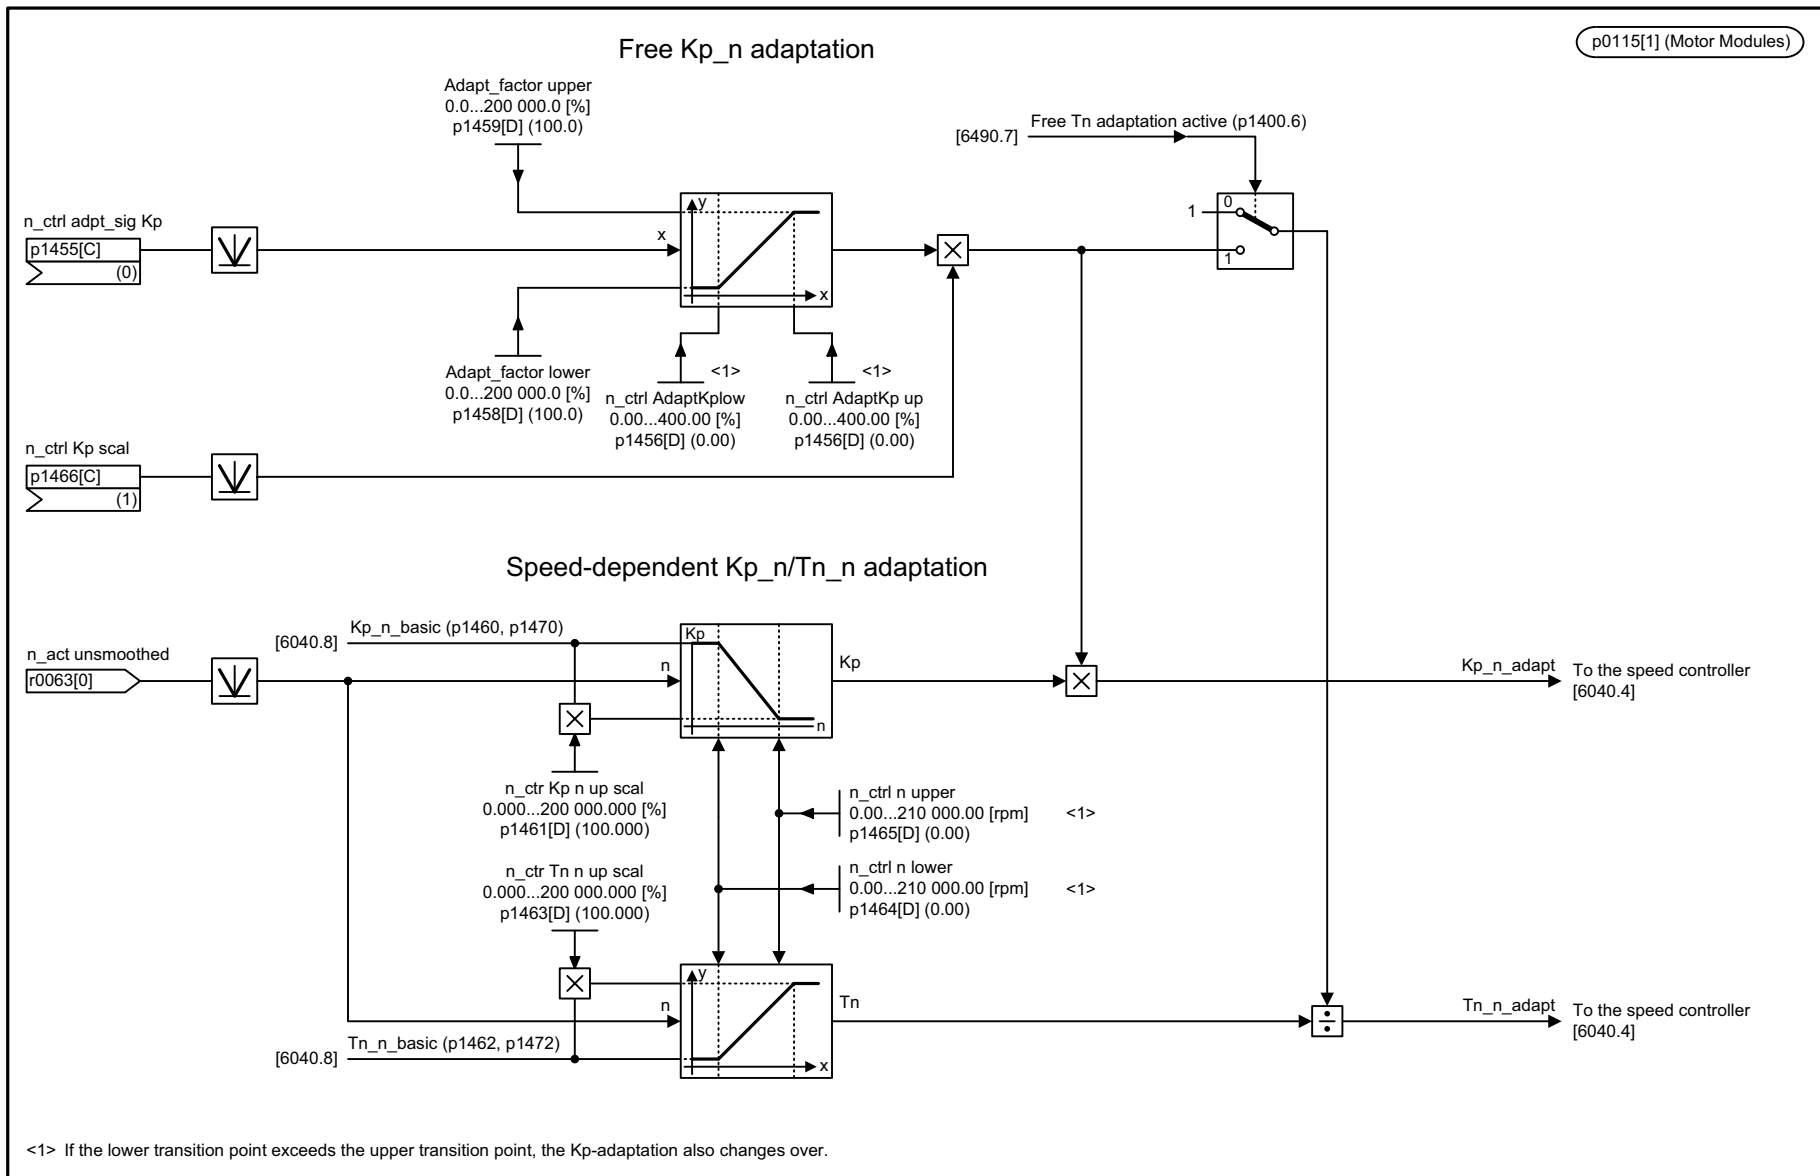 Free Kp_n adaptation
p0115[1] (Motor Modules)
Adapt_factor upper
0.0...200 000.0 [%]
p1459[D] (100.0)
Free Tn adaptation active (p1400.6)
[6490.7]
n_ctrl adpt_sig Kp
p1455[C]
(0)
y
x
x
1
0
1
Adapt_factor lower
0.0...200 000.0 [%]
p1458[D] (100.0)
<1>
n_ctrl AdaptKplow
0.00...400.00 [%]
p1456[D] (0.00)
<1>
n_ctrl AdaptKp up
0.00...400.00 [%]
p1456[D] (0.00)
n_ctrl Kp scal
p1466[C]
(1)
Speed-dependent Kp_n/Tn_n adaptation
Kp_n_basic (p1460, p1470)
[6040.8]
n_act unsmoothed
r0063[0]
Kp
n
n
Kp
Kp_n_adapt
To the speed controller
[6040.4]
n_ctr Kp n up scal
0.000...200 000.000 [%]
p1461[D] (100.000)
n_ctrl n upper
0.00...210 000.00 [rpm]
<1>
p1465[D] (0.00)
n_ctr Tn n up scal
0.000...200 000.000 [%]
p1463[D] (100.000)
n_ctrl n lower
0.00...210 000.00 [rpm]
<1>
p1464[D] (0.00)
y
n
x
Tn
Tn_n_adapt
To the speed controller
[6040.4]
Tn_n_basic (p1462, p1472)
[6040.8]
<1> If the lower transition point exceeds the upper transition point, the Kp-adaptation also changes over.